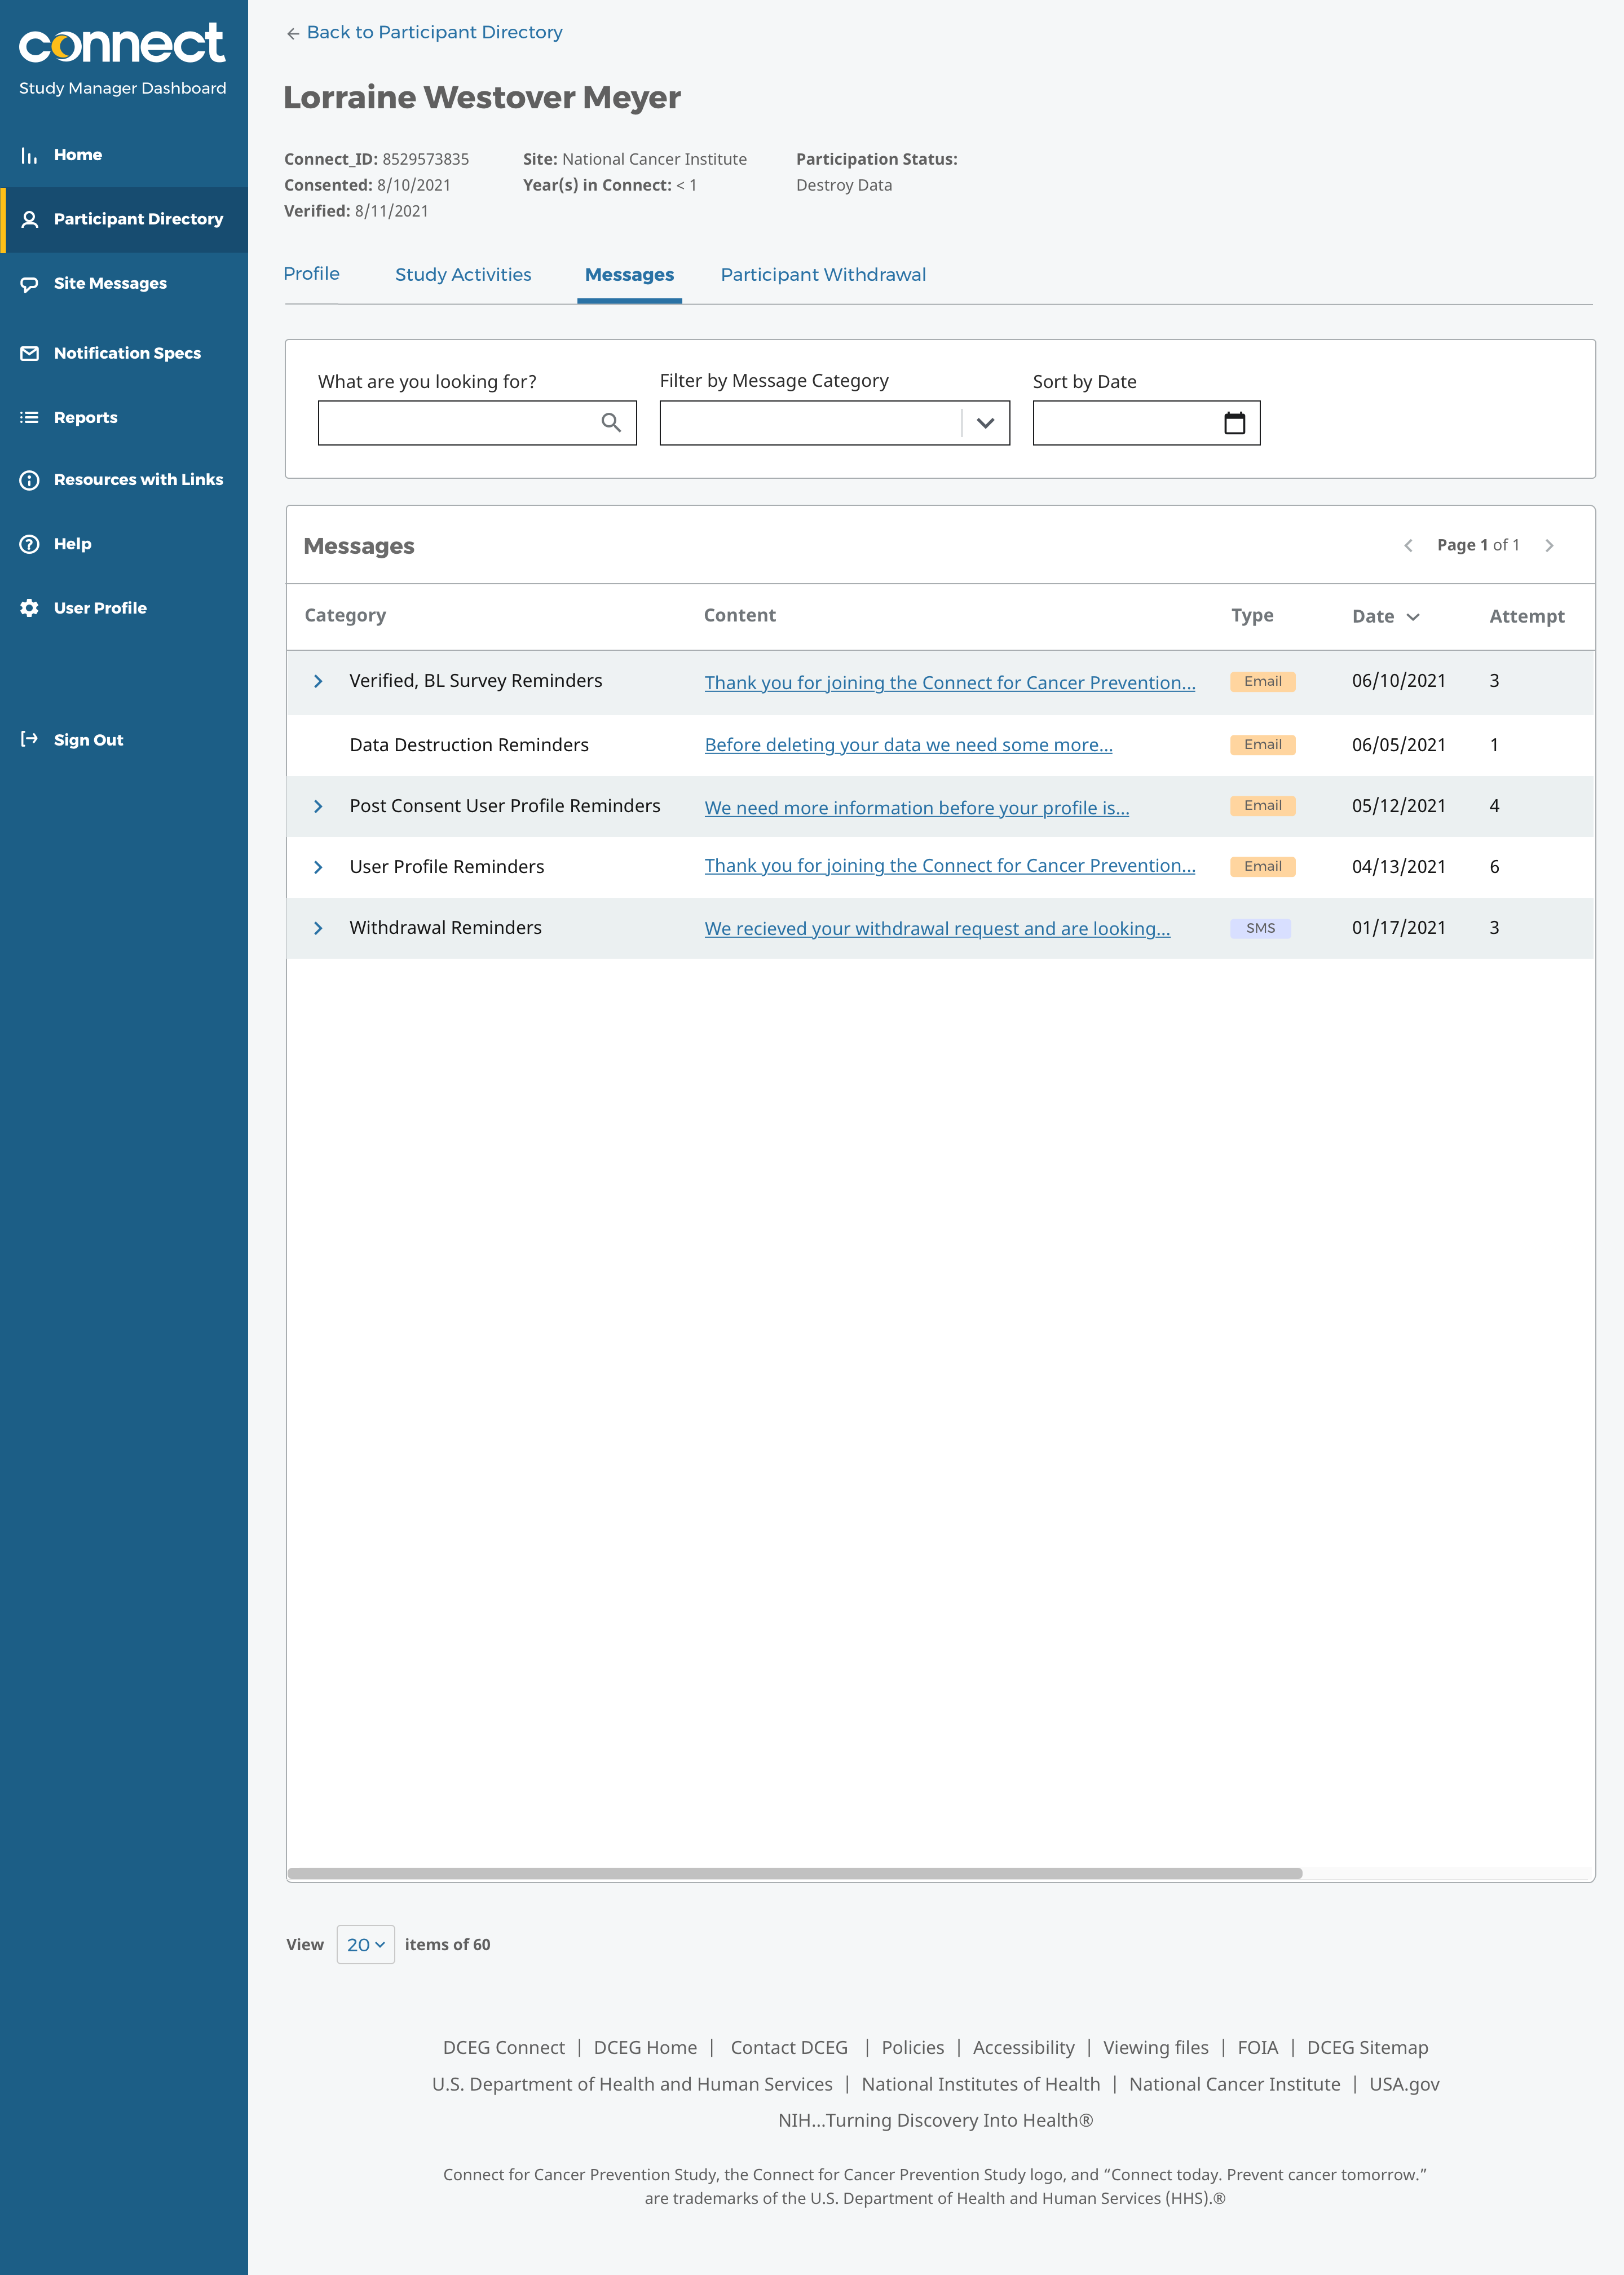 connect
Study Manager Dashboard
Home
Participant Directory
Site Messages
Notification Specs
Reports
Resources with Links
Help
User Profile
Sign Out
Back to Participant Directory
Lorraine Westover Meyer
Connect_ID: 8529573835
Consented: 8/10/2021
Verified: 8/11/2021
Site: National Cancer Institute
Year(s) in Connect: < 1
Participation Status:
Destroy Data
Profile Study Activities Messages Participant Withdrawal
What are you looking for? Filter by Message Category Sort by Date
Messages Page 1 of 1
Category Content Type Date Attempt
Verified, BL Survey Reminders Thank you for joining the Connect for Cancer Prevention... Email 06/10/2021 3
Data Destruction Reminders Before deleting your data we need some more... Email 06/05/2021 1
Post Consent User Profile Reminders We need more information before your profile is... Email 05/12/2021 4
User Profile Reminders Thank you for joining the Connect for Cancer Prevention... Email 04/13/2021 6
Withdrawal Reminders We recieved your withdrawal request and are looking... SMS 01/17/2021 3
View 20 items of 60
DCEG Connect | DCEG Home | Contact DCEG | Policies | Accessibility | Viewing files | FOIA | DCEG Sitemap
U.S. Department of Health and Human Services | National Institutes of Health | National Cancer Institute | USA.gov
NIH...Turning Discovery Into Health®
Connect for Cancer Prevention Study, the Connect for Cancer Prevention Study logo, and “Connect today. Prevent cancer tomorrow.”
are trademarks of the U.S. Department of Health and Human Services (HHS).®